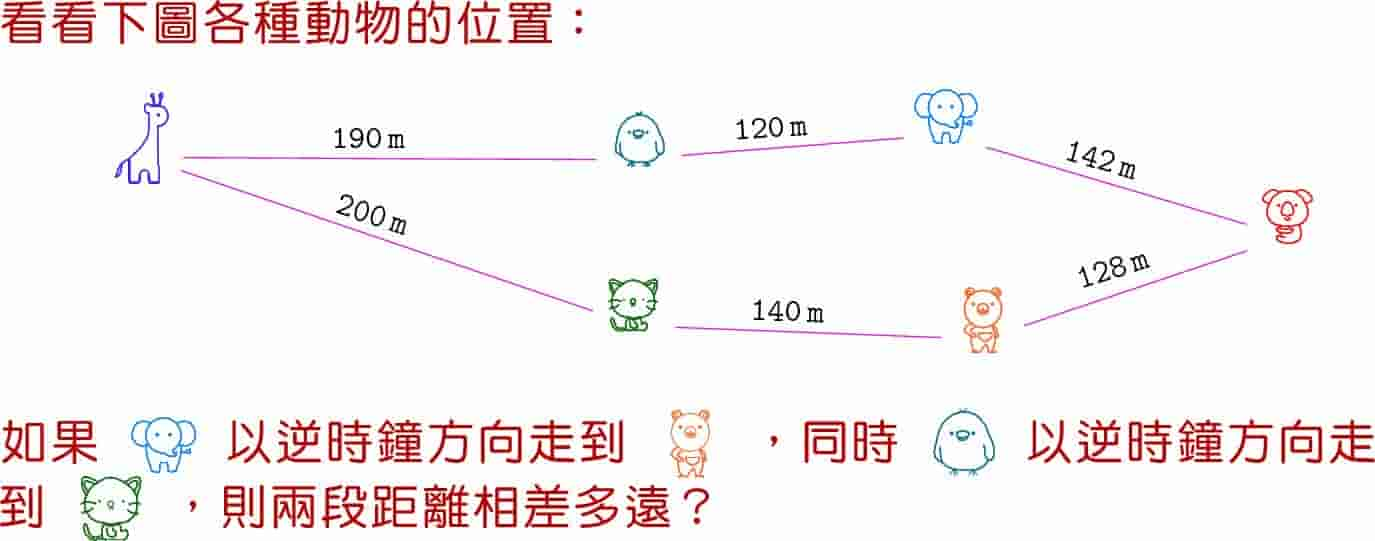 看看下圖各種動物的位置：
190 m
120 m
142 m
200 m
128 m
140 m
如果 以逆時鐘方向走到 ，同時 以逆時鐘方向走
到 ，則兩段距離相差多遠？